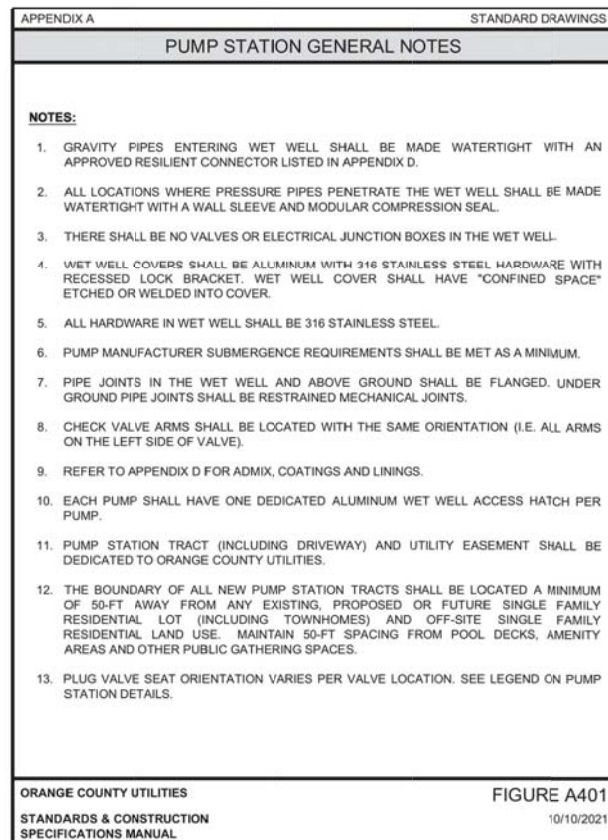 APPENDIX A
STANDARD DRAWINGS
PUMP STATION GENERAL NOTES
NOTES:
1. GRAVITY PIPES ENTERING WET WELL SHALL BE MADE WATERTIGHT WITH AN
APPROVED RESILIENT CONNECTOR LISTED IN APPENDIX D.
2. ALL LOCATIONS WHERE PRESSURE PIPES PENETRATE THE WET WELL SHALL BE MADE
WATERTIGHT WITH A WALL SLEEVE AND MODULAR COMPRESSION SEAL.
3. THERE SHALL BE NO VALVES OR ELECTRICAL JUNCTION BOXES IN THE WET WELL.
4. WET WELL COVERS SHALL BE ALUMINUM WITH 316 STAINLESS STEEL HARDWARE WITH
RECESSED LOCK BRACKET. WET WELL COVER SHALL HAVE "CONFINED SPACE"
ETCHED OR WELDED INTO COVER.
5. ALL HARDWARE IN WET WELL SHALL BE 316 STAINLESS STEEL.
6. PUMP MANUFACTURER SUBMERGENCE REQUIREMENTS SHALL BE MET AS A MINIMUM.
7. PIPE JOINTS IN THE WET WELL AND ABOVE GROUND SHALL BE FLANGED. UNDER
GROUND PIPE JOINTS SHALL BE RESTRAINED MECHANICAL JOINTS.
8. CHECK VALVE ARMS SHALL BE LOCATED WITH THE SAME ORIENTATION (I.E. ALL ARMS
ON THE LEFT SIDE OF VALVE).
9. REFER TO APPENDIX D FOR ADMIX, COATINGS AND LININGS.
10. EACH PUMP SHALL HAVE ONE DEDICATED ALUMINUM WET WELL ACCESS HATCH PER
PUMP.
11. PUMP STATION TRACT (INCLUDING DRIVEWAY) AND UTILITY EASEMENT SHALL BE
DEDICATED TO ORANGE COUNTY UTILITIES.
12. THE BOUNDARY OF ALL NEW PUMP STATION TRACTS SHALL BE LOCATED A MINIMUM
OF 50-FT AWAY FROM ANY EXISTING, PROPOSED OR FUTURE SINGLE FAMILY
RESIDENTIAL LOT (INCLUDING TOWNHOMES) AND OFF-SITE SINGLE FAMILY
RESIDENTIAL LAND USE. MAINTAIN 50-FT SPACING FROM POOL DECKS, AMENITY
AREAS AND OTHER PUBLIC GATHERING SPACES.
13. PLUG VALVE SEAT ORIENTATION VARIES PER VALVE LOCATION. SEE LEGEND ON PUMP
STATION DETAILS.
ORANGE COUNTY UTILITIES
STANDARDS & CONSTRUCTION
SPECIFICATIONS MANUAL
FIGURE A401
10/10/2021